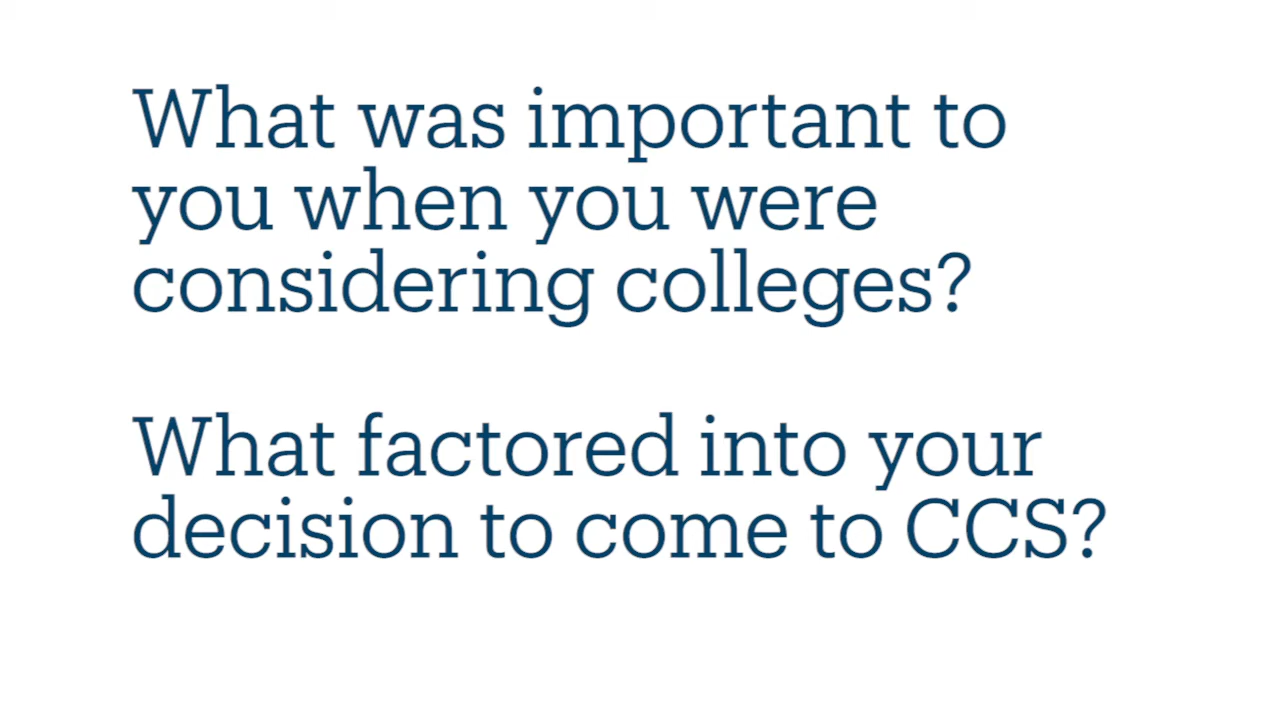 What was important to
you when you were
considering colleges?
What factored into your
decision to come to CCS?